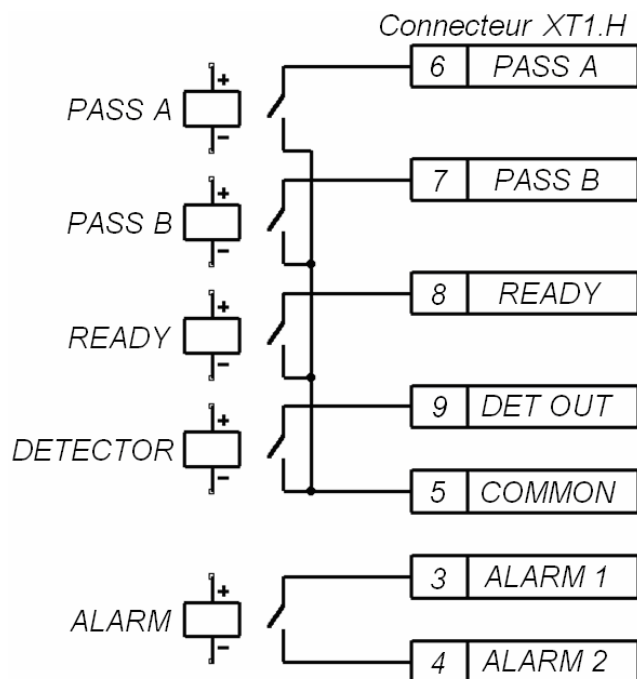 Connecteur XT1.H
PASS A + - 6 PASS A
PASS B + - 7 PASS B
READY + - 8 READY
DETECTOR + - 9 DET OUT
5 COMMON
ALARM + - 3 ALARM 1
4 ALARM 2